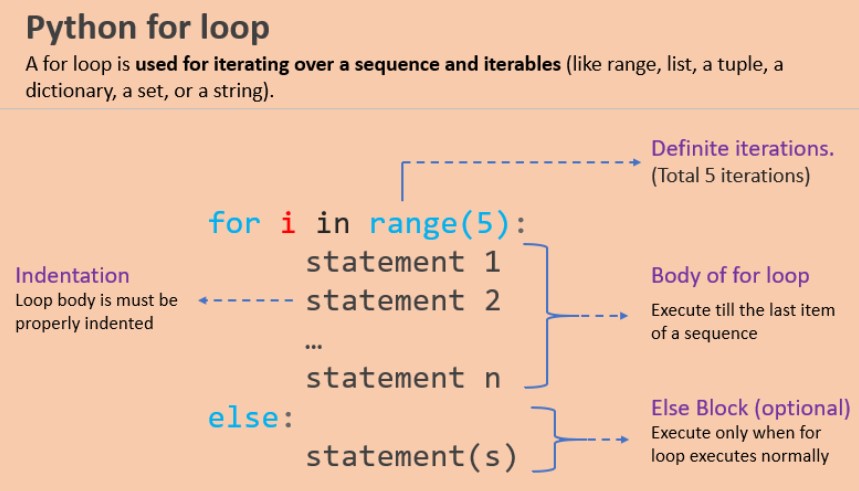 Python for loop
A for loop is used for iterating over a sequence and iterables (like range, list, a tuple, a
dictionary, a set, or a string).
Definite iterations.
(Total 5 iterations)
for i in range(5):
statement 1
statement 2
…
statement n
else:
statement(s)
Indentation
Loop body is must be
properly indented
Body of for loop
Execute till the last item
of a sequence
Else Block (optional)
Execute only when for
loop executes normally